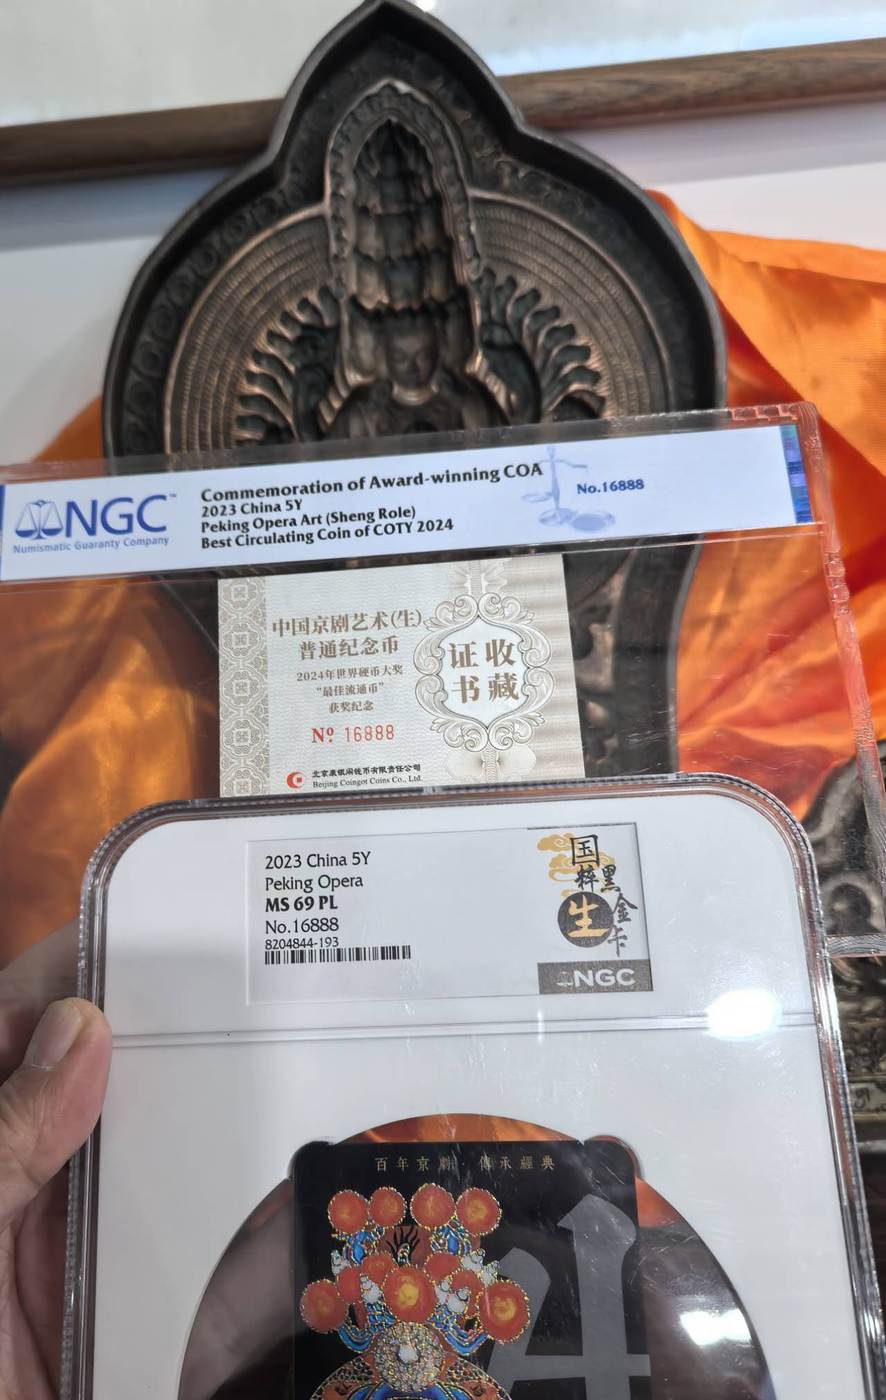 NGC™
Numismatic Guaranty Company
Commemoration of Award-winning COA
2023 China 5Y
Peking Opera Art (Sheng Role)
Best Circulating Coin of COTY 2024
No.16888
中国京剧艺术(生)
普通纪念币
2024年世界硬币大奖
“最佳流通币”
获奖纪念
Nº 16888
北京康银阁钱币有限责任公司
Beijing Coingot Coins Co., Ltd.
证收
书藏
2023 China 5Y
Peking Opera
MS 69 PL
No.16888
8204844-193
国粹
黑金卡
生
NGC
百年京劇·傳承經典